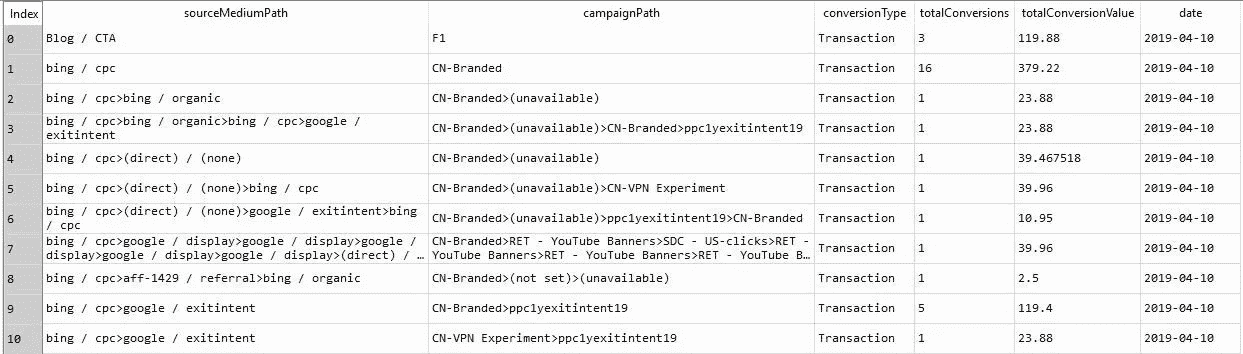 Index sourceMediumPath campaignPath conversionType totalConversions totalConversionValue date
0 Blog / CTA F1 Transaction 3 119.88 2019-04-10
1 bing / cpc CN-Branded Transaction 16 379.22 2019-04-10
2 bing / cpc>bing / organic CN-Branded>(unavailable) Transaction 1 23.88 2019-04-10
3 bing / cpc>bing / organic>bing / cpc>google / exitintent CN-Branded>(unavailable)>CN-Branded>ppc1yexitintent19 Transaction 1 23.88 2019-04-10
4 bing / cpc>(direct) / (none) CN-Branded>(unavailable) Transaction 1 39.467518 2019-04-10
5 bing / cpc>(direct) / (none)>bing / cpc CN-Branded>(unavailable)>CN-VPN Experiment Transaction 1 39.96 2019-04-10
6 bing / cpc>(direct) / (none)>google / exitintent>bing / cpc CN-Branded>(unavailable)>ppc1yexitintent19>CN-Branded Transaction 1 10.95 2019-04-10
7 bing / cpc>google / display>google / display>google / display>google / display>google / display>(direct) / … CN-Branded>RET - YouTube Banners>SDC - US-clicks>RET - YouTube Banners>RET - YouTube Banners>RET - YouTube B… Transaction 1 39.96 2019-04-10
8 bing / cpc>aff-1429 / referral>bing / organic CN-Branded>(not set)>(unavailable) Transaction 1 2.5 2019-04-10
9 bing / cpc>google / exitintent CN-Branded>ppc1yexitintent19 Transaction 5 119.4 2019-04-10
10 bing / cpc>google / exitintent CN-VPN Experiment>ppc1yexitintent19 Transaction 1 23.88 2019-04-10